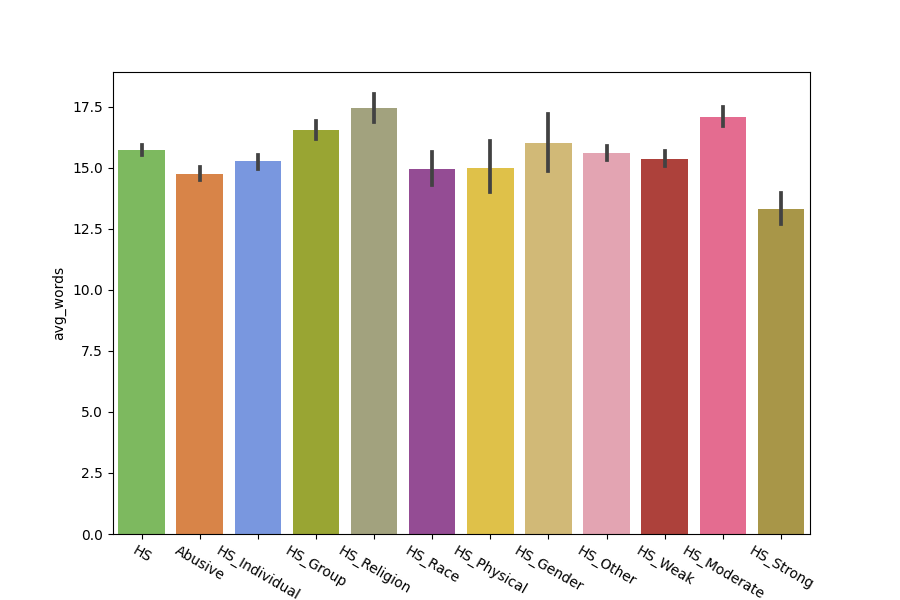 17.5
15.0
12.5
10.0
7.5
5.0
2.5
0.0
avg_words
HS
Abusive
HS_Individual
HS_Group
HS_Religion
HS_Race
HS_Physical
HS_Gender
HS_Other
HS_Weak
HS_Moderate
HS_Strong